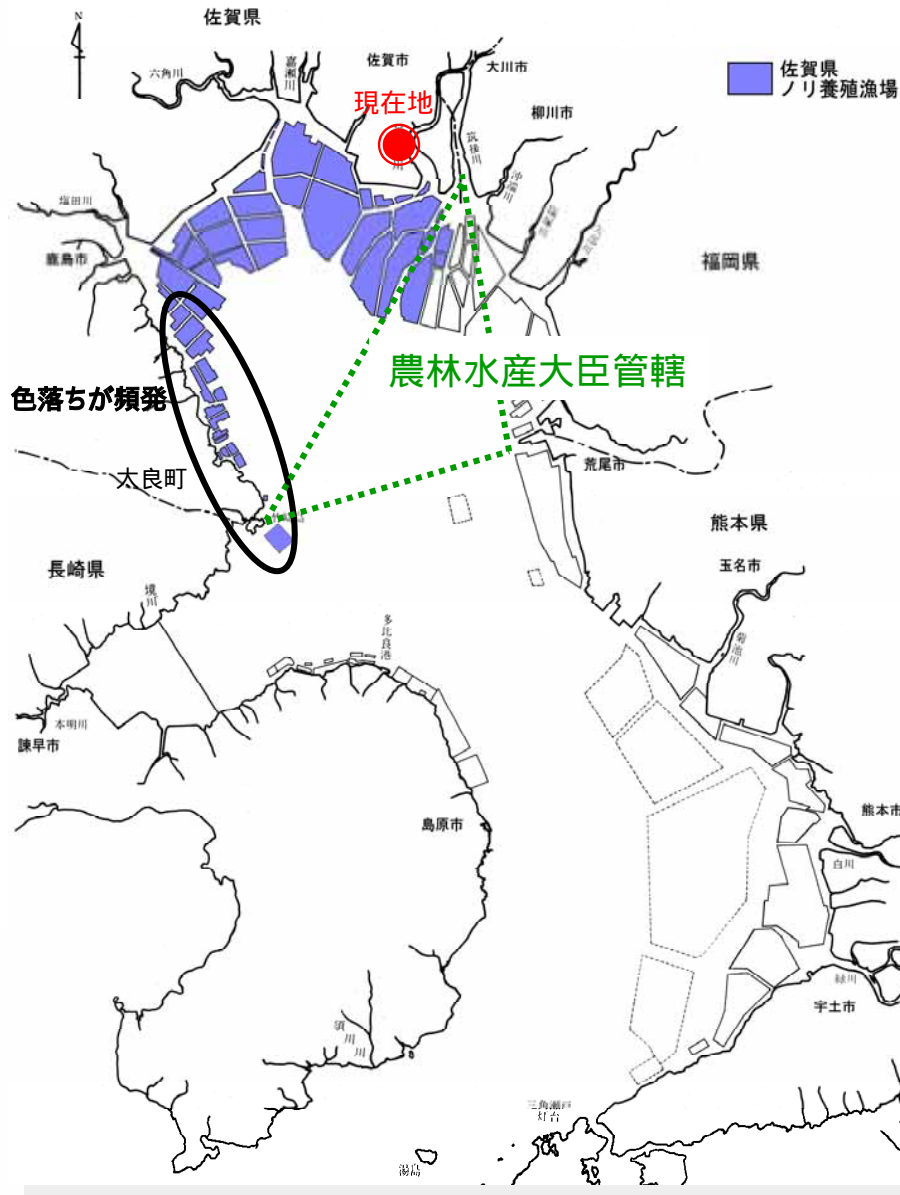 N
佐賀県
六角川
嘉瀬川
佐賀市
大川市
佐賀県
ノリ養殖漁場
現在地
川
筑後川
柳川市
沖端川
塩田川
鹿島市
福岡県
農林水産大臣管轄
色落ちが頻発
大良町
荒尾市
熊本県
玉名市
長崎県
境川
菊池川
多比良港
本明川
諫早市
島原市
熊本市
白川
緑川
宇土市
須川川
三角瀬戸
灯台
湯島